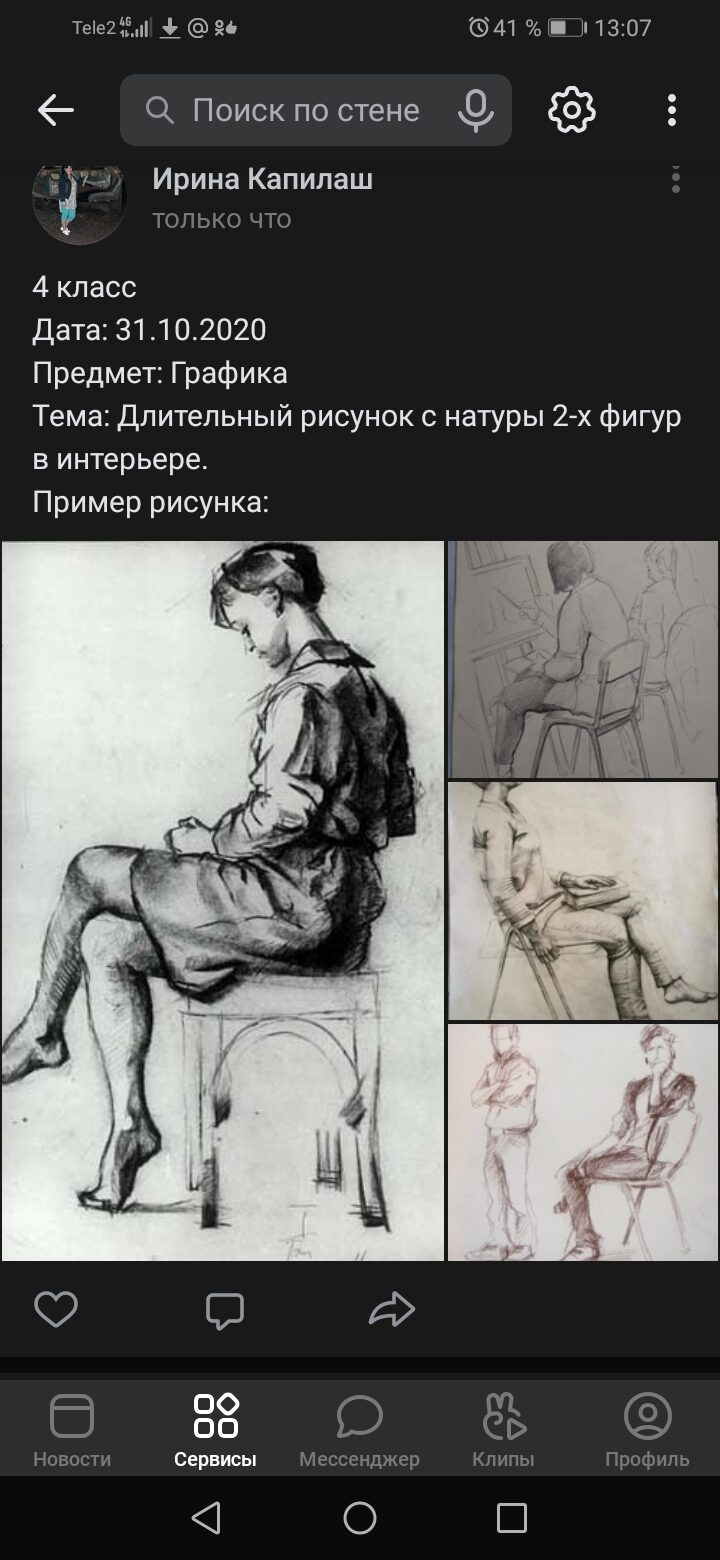 Tele2 4G @ 41 % 13:07
Поиск по стене
Ирина Капилаш
только что
4 класс
Дата: 31.10.2020
Предмет: Графика
Тема: Длительный рисунок с натуры 2-х фигур
в интерьере.
Пример рисунка:
Новости Сервисы Мессенджер Клипы Профиль